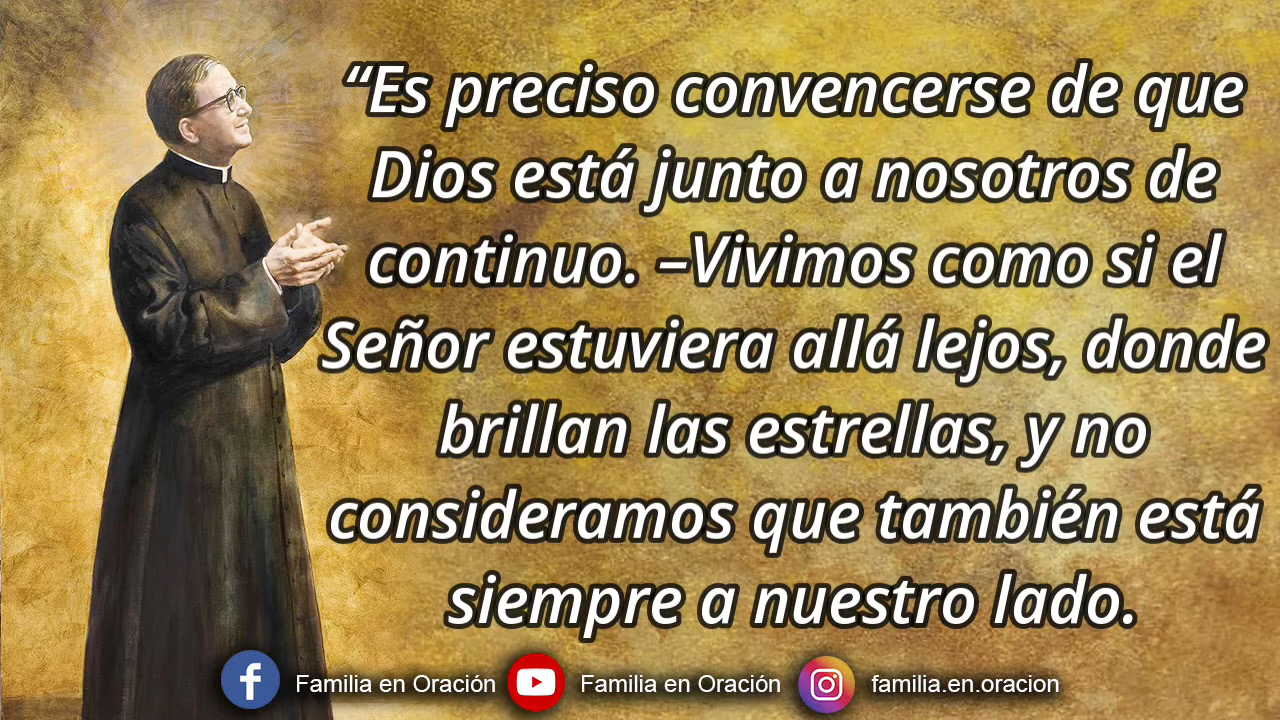 “Es preciso convencerse de que
Dios está junto a nosotros de
continuo. –Vivimos como si el
Señor estuviera allá lejos, donde
brillan las estrellas, y no
consideramos que también está
siempre a nuestro lado.
Familia en Oración
Familia en Oración
familia.en.oracion